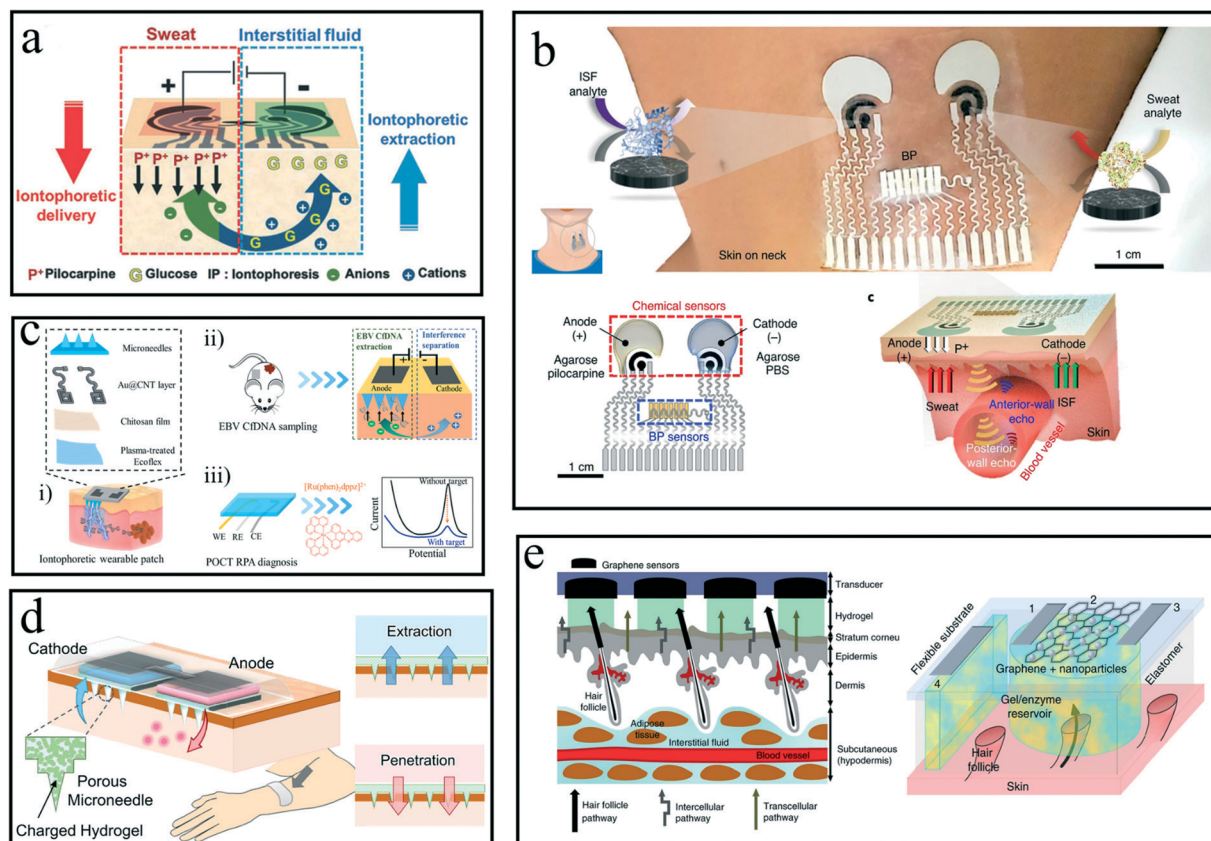 a
Sweat
Interstitial fluid
+
-
Iontophoretic
extraction
P+ P+ P+ P+ P+
G G G G
Iontophoretic
delivery
G
G
G
G
P+ Pilocarpine G Glucose IP : Iontophoresis - Anions + Cations
b
ISF
analyte
Sweat
analyte
BP
Skin on neck
1 cm
Chemical sensors
Anode
(+)
Cathode
(–)
Agarose
pilocarpine
Agarose
PBS
BP sensors
1 cm
c
Anode
(+)
P+
Cathode
(–)
Sweat
ISF
Anterior-wall
echo
Skin
Posterior-
wall echo
Blood vessel
c
Microneedles
Au@CNT layer
Chitosan film
Plasma-treated
Ecoflex
i)
Iontophoretic wearable patch
ii)
EBV CfDNA sampling
EBV CfDNA
extraction
Interference
separation
+
-
Anode
Cathode
iii)
WE RE CE
POCT RPA diagnosis
[Ru(phen)2dppz]2+
Current
Without target
With target
Potential
d
Cathode
Anode
Porous
Microneedle
Charged Hydrogel
Extraction
Penetration
e
Graphene sensors
Transducer
Hydrogel
Stratum corneu
Epidermis
Dermis
Hair
follicle
Adipose
tissue
Interstitial fluid
Blood vessel
Subcutaneous
(hypodermis)
Hair follicle
pathway
Intercellular
pathway
Transcellular
pathway
Flexible substrate
1
2
3
4
Graphene + nanoparticles
Elastomer
Gel/enzyme
reservoir
Hair
follicle
Skin